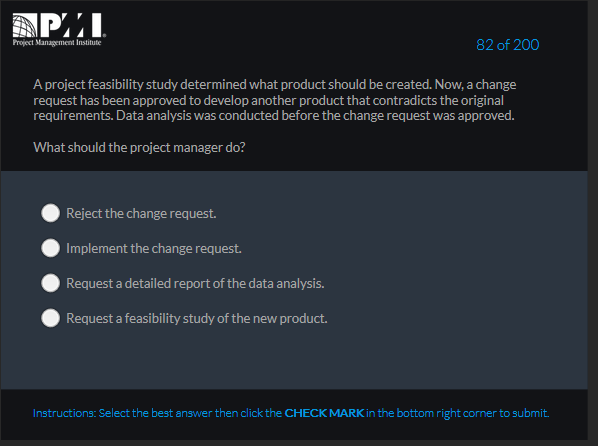 PMI
Project Management Institute
82 of 200
A project feasibility study determined what product should be created. Now, a change
request has been approved to develop another product that contradicts the original
requirements. Data analysis was conducted before the change request was approved.
What should the project manager do?
Reject the change request.
Implement the change request.
Request a detailed report of the data analysis.
Request a feasibility study of the new product.
Instructions: Select the best answer then click the CHECK MARK in the bottom right corner to submit.